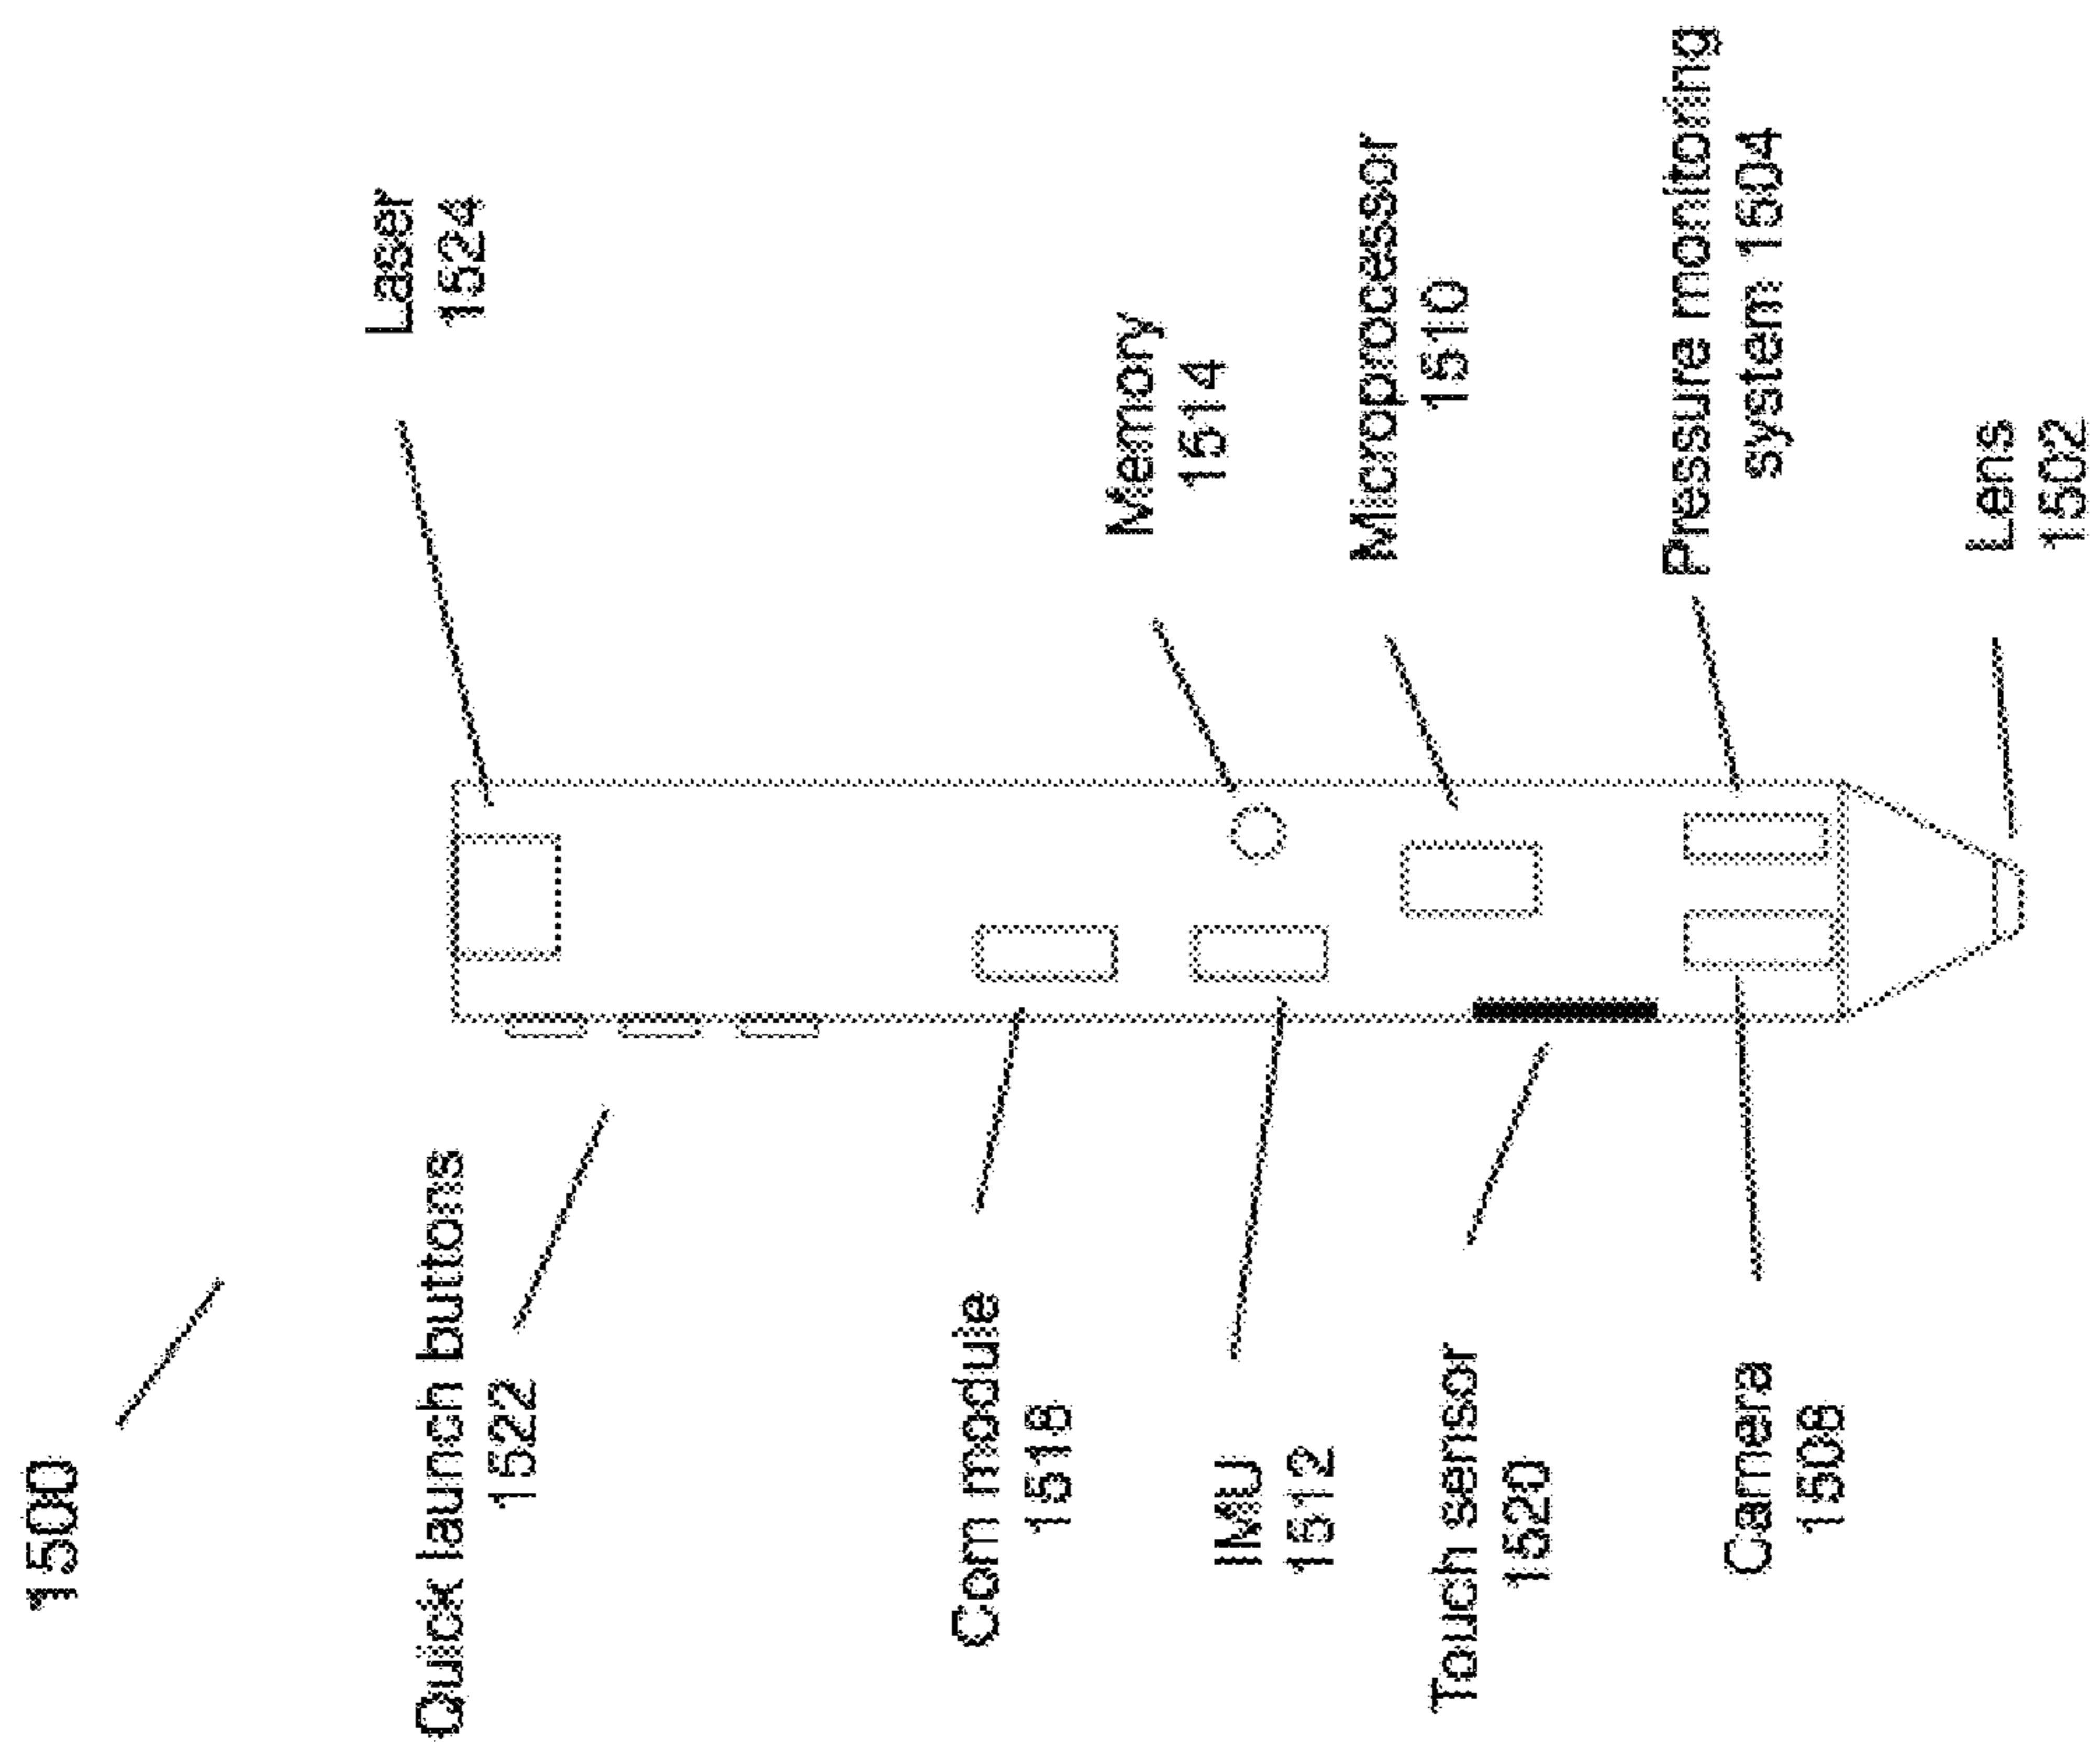 1500
Quick launch buttons
1522
Com module
1518
IMU
1512
Touch sensor
1520
Camera
1508
Laser
1524
Memory
1514
Microprocessor
1510
Pressure monitoring
system 1504
Lens
1502